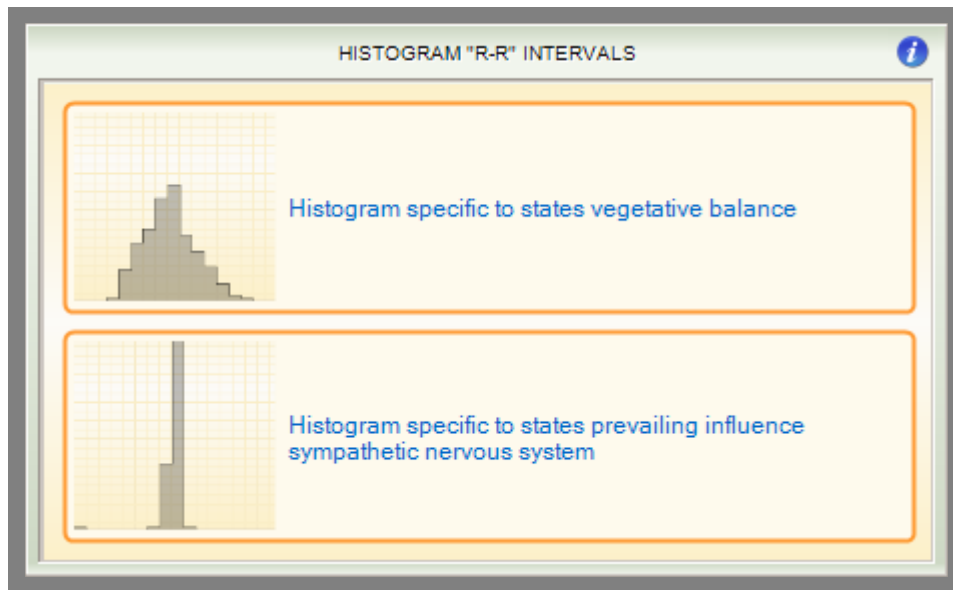 HISTOGRAM "R-R" INTERVALS
i
Histogram specific to states vegetative balance
Histogram specific to states prevailing influence
sympathetic nervous system